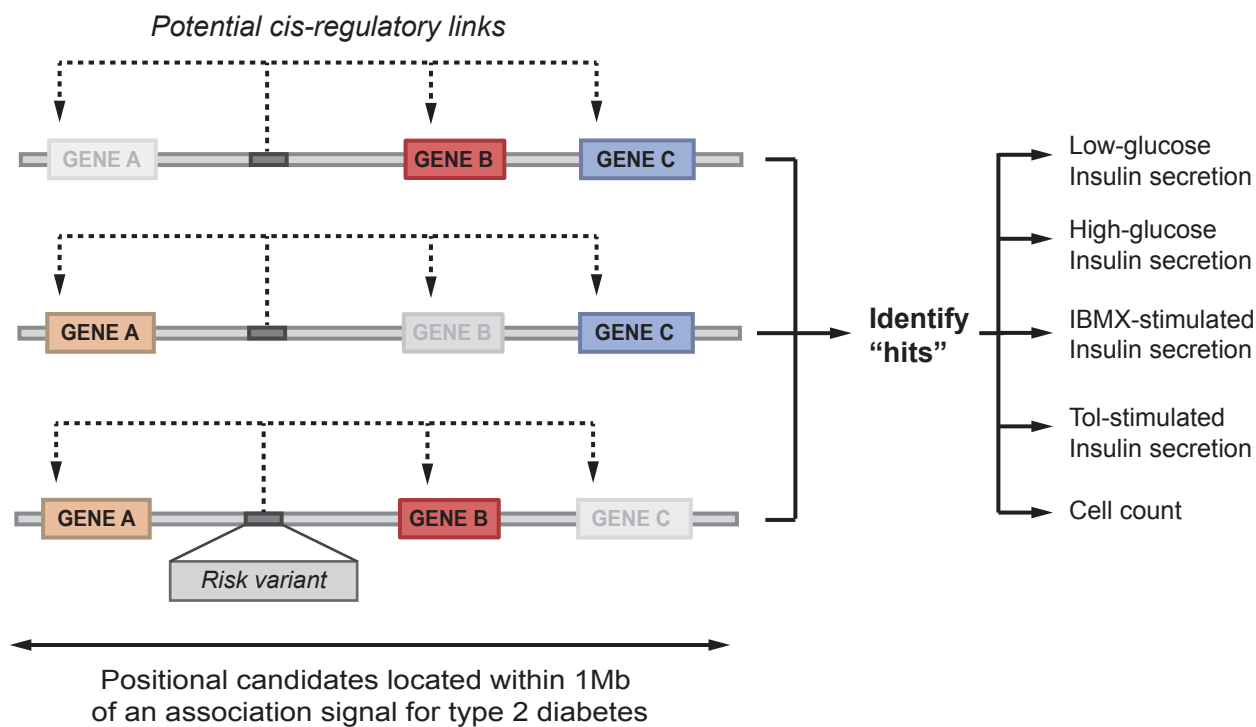 Potential cis-regulatory links
GENE A
GENE B
GENE C
GENE A
GENE B
GENE C
GENE A
GENE B
GENE C
Risk variant
Positional candidates located within 1Mb
of an association signal for type 2 diabetes
Identify
“hits”
Low-glucose
Insulin secretion
High-glucose
Insulin secretion
IBMX-stimulated
Insulin secretion
Tol-stimulated
Insulin secretion
Cell count